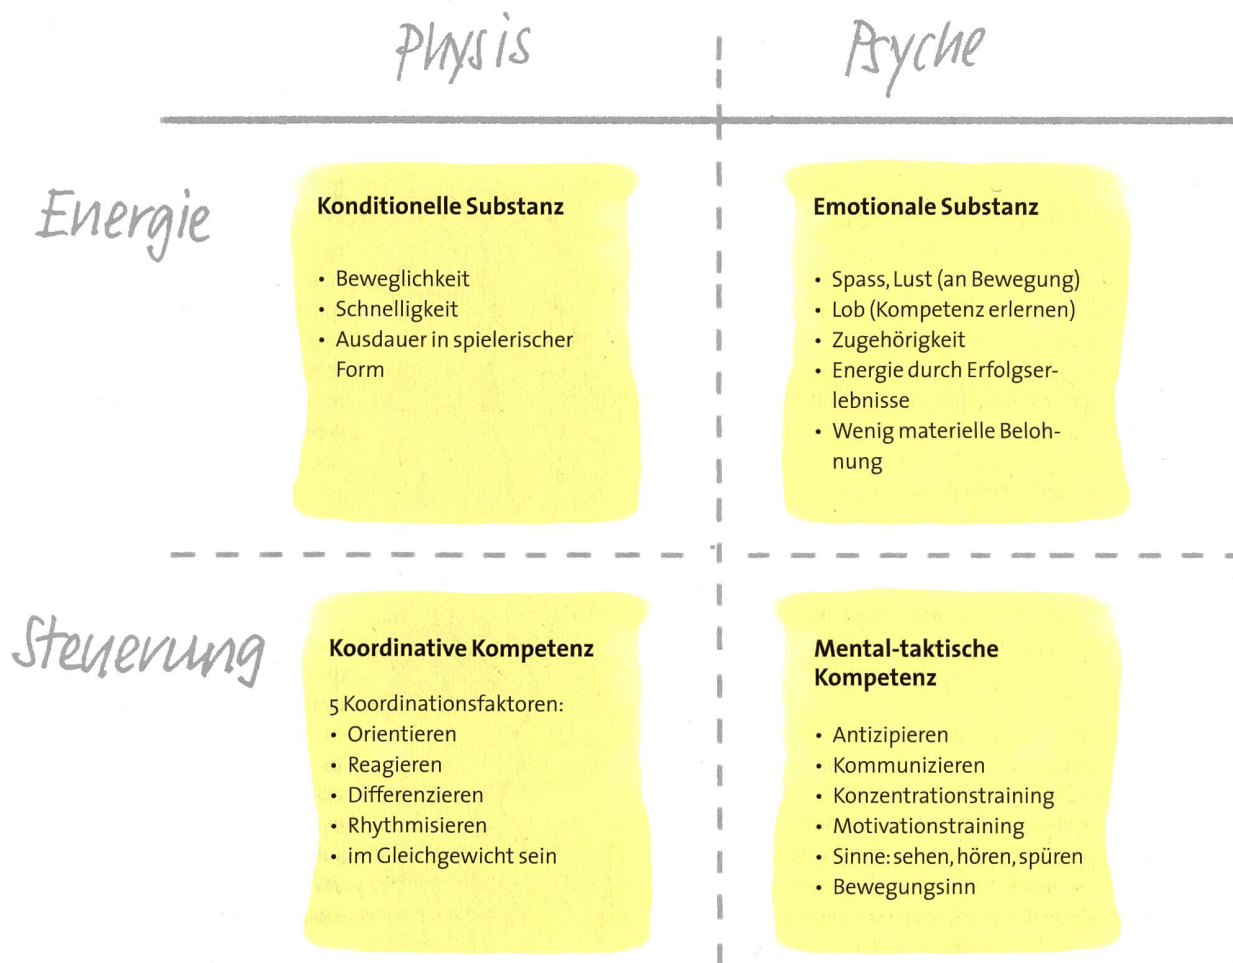 Physis
Psyche
Energie
Konditionelle Substanz
• Beweglichkeit
• Schnelligkeit
• Ausdauer in spielerischer
Form
Emotionale Substanz
• Spass, Lust (an Bewegung)
• Lob (Kompetenz erlernen)
• Zugehörigkeit
• Energie durch Erfolgser-
lebnisse
• Wenig materielle Beloh-
nung
Steuerung
Koordinative Kompetenz
5 Koordinationsfaktoren:
• Orientieren
• Reagieren
• Differenzieren
• Rhythmisieren
• im Gleichgewicht sein
Mental-taktische
Kompetenz
• Antizipieren
• Kommunizieren
• Konzentrationstraining
• Motivationstraining
• Sinne: sehen, hören, spüren
• Bewegungsinn